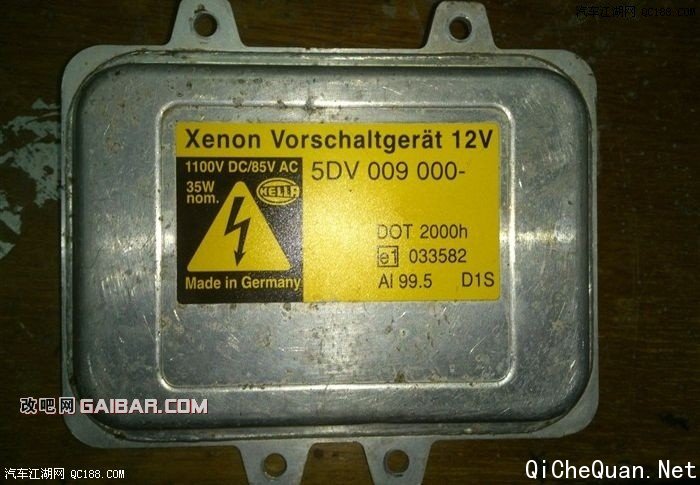 汽车江湖网 QC188.COM
Xenon Vorschaltgerät 12V
1100V DC/85V AC
35W
nom.
HELLA
5DV 009 000-
DOT 2000h
e1 033582
Made in Germany
Al 99.5 D1S
改吧网 GAIBAR.COM
汽车江湖网 QC188.COM
QiCheQuan.Net